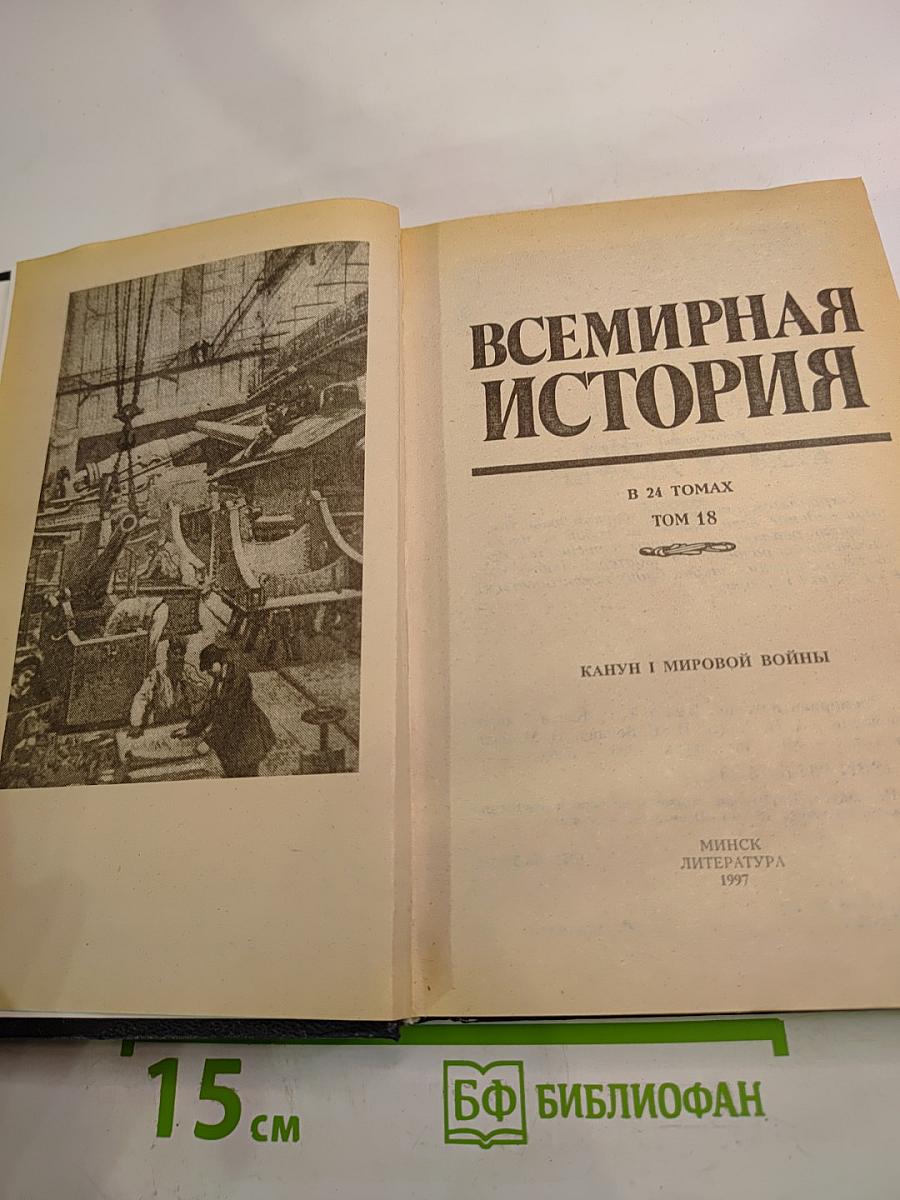 ВСЕМИРНАЯ
ИСТОРИЯ
В 24 ТОМАХ
ТОМ 18
КАНУН I МИРОВОЙ ВОЙНЫ
МИНСК
ЛИТЕРАТУРА
1997
15 см
БФ БИБЛИОФАН